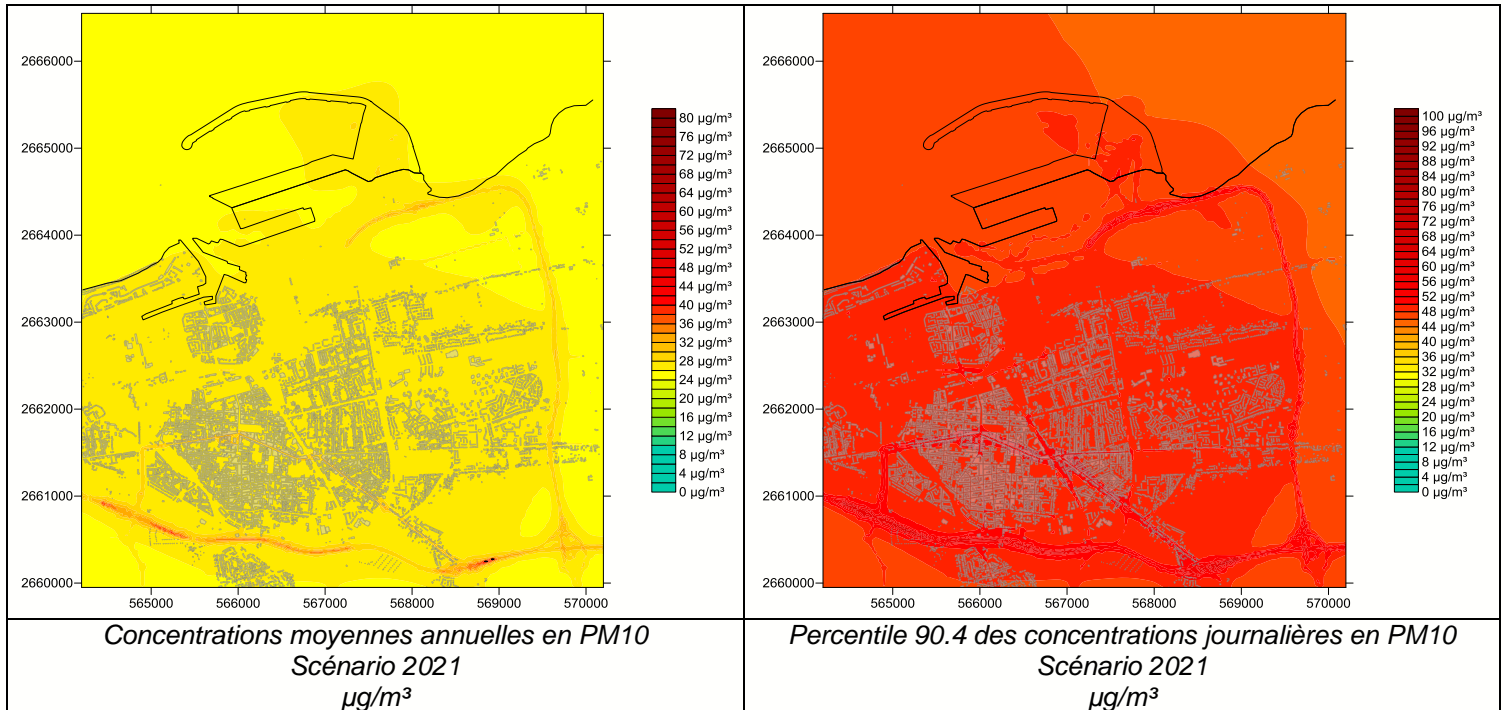 2666000
2665000
2664000
2663000
2662000
2661000
2660000
565000 566000 567000 568000 569000 570000
80 µg/m³
76 µg/m³
72 µg/m³
68 µg/m³
64 µg/m³
60 µg/m³
56 µg/m³
52 µg/m³
48 µg/m³
44 µg/m³
40 µg/m³
36 µg/m³
32 µg/m³
28 µg/m³
24 µg/m³
20 µg/m³
16 µg/m³
12 µg/m³
8 µg/m³
4 µg/m³
0 µg/m³
Concentrations moyennes annuelles en PM10
Scénario 2021
µg/m³
2666000
2665000
2664000
2663000
2662000
2661000
2660000
565000 566000 567000 568000 569000 570000
100 µg/m³
96 µg/m³
92 µg/m³
88 µg/m³
84 µg/m³
80 µg/m³
76 µg/m³
72 µg/m³
68 µg/m³
64 µg/m³
60 µg/m³
56 µg/m³
52 µg/m³
48 µg/m³
44 µg/m³
40 µg/m³
36 µg/m³
32 µg/m³
28 µg/m³
24 µg/m³
20 µg/m³
16 µg/m³
12 µg/m³
8 µg/m³
4 µg/m³
0 µg/m³
Percentile 90.4 des concentrations journalières en PM10
Scénario 2021
µg/m³